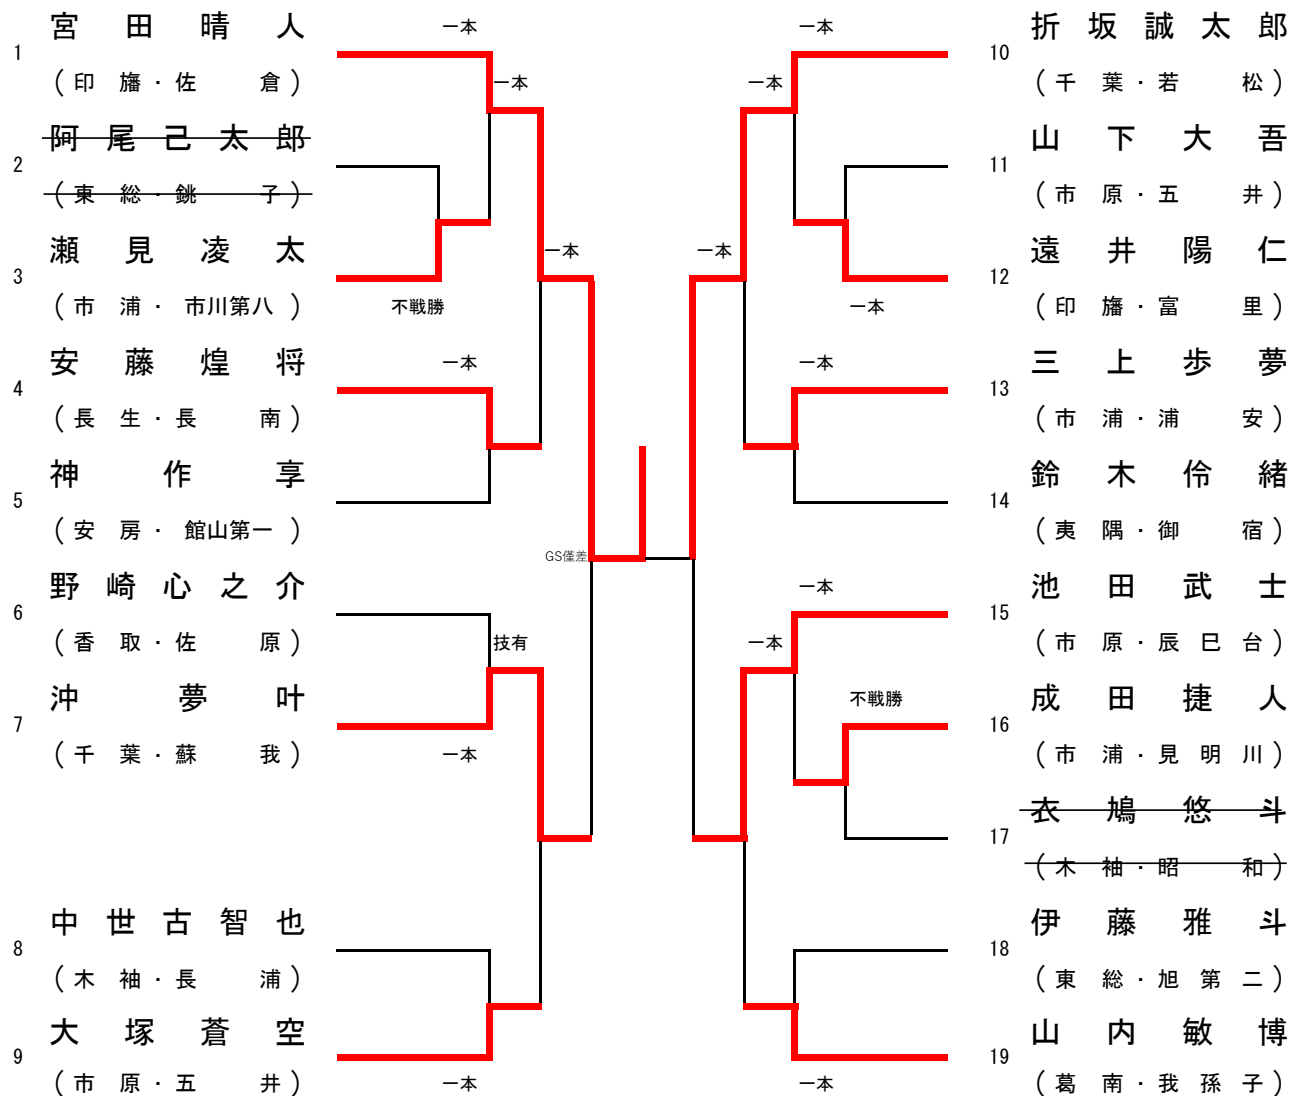 宮田晴人
1
(印旛・佐倉)
阿尾己太郎
2
(東総・銚子)
瀬見凌太
3
(市浦・市川第八)
不戦勝
安藤煌将
4
(長生・長南)
神作享
5
(安房・館山第一)
野崎心之介
6
(香取・佐原)
沖夢叶
7
(千葉・蘇我)
中世古智也
8
(木袖・長浦)
大塚蒼空
9
(市原・五井)
一本
一本
一本
一本
GS僅差
技有
一本
一本
一本
一本
一本
一本
一本
一本
一本
不戦勝
一本
折坂誠太郎
10
(千葉・若松)
山下大吾
11
(市原・五井)
遠井陽仁
12
(印旛・富里)
三上歩夢
13
(市浦・浦安)
鈴木伶緒
14
(夷隅・御宿)
池田武士
15
(市原・辰巳台)
成田捷人
16
(市浦・見明川)
衣鳩悠斗
17
(木袖・昭和)
伊藤雅斗
18
(東総・旭第二)
山内敏博
19
(葛南・我孫子)